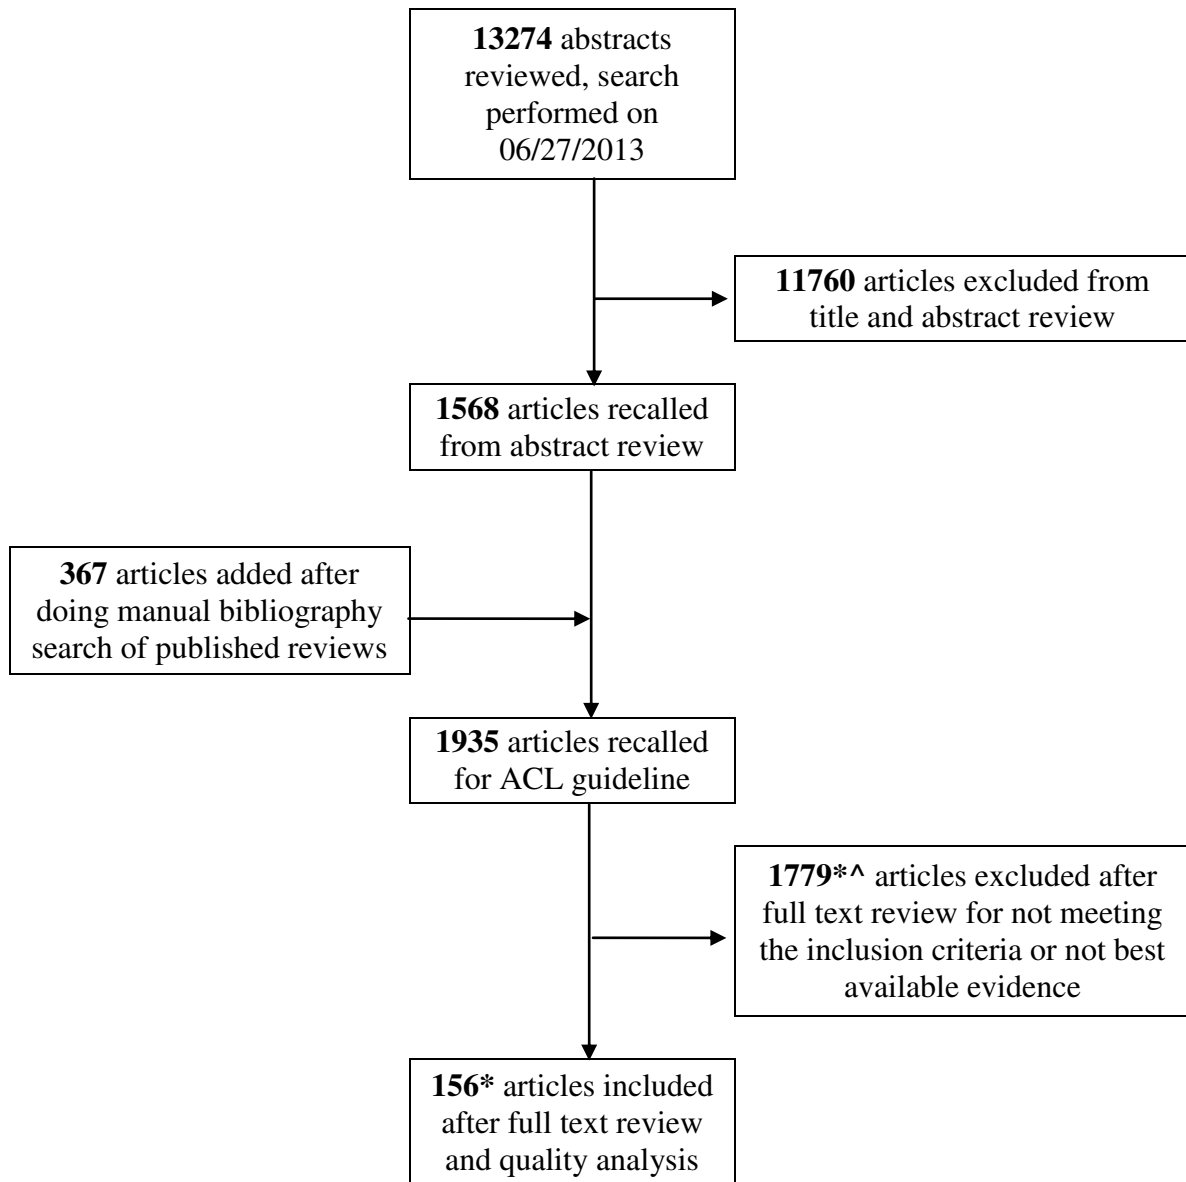 13274 abstracts
reviewed, search
performed on
06/27/2013
11760 articles excluded from
title and abstract review
1568 articles recalled
from abstract review
367 articles added after
doing manual bibliography
search of published reviews
1935 articles recalled
for ACL guideline
1779*^ articles excluded after
full text review for not meeting
the inclusion criteria or not best
available evidence
156* articles included
after full text review
and quality analysis